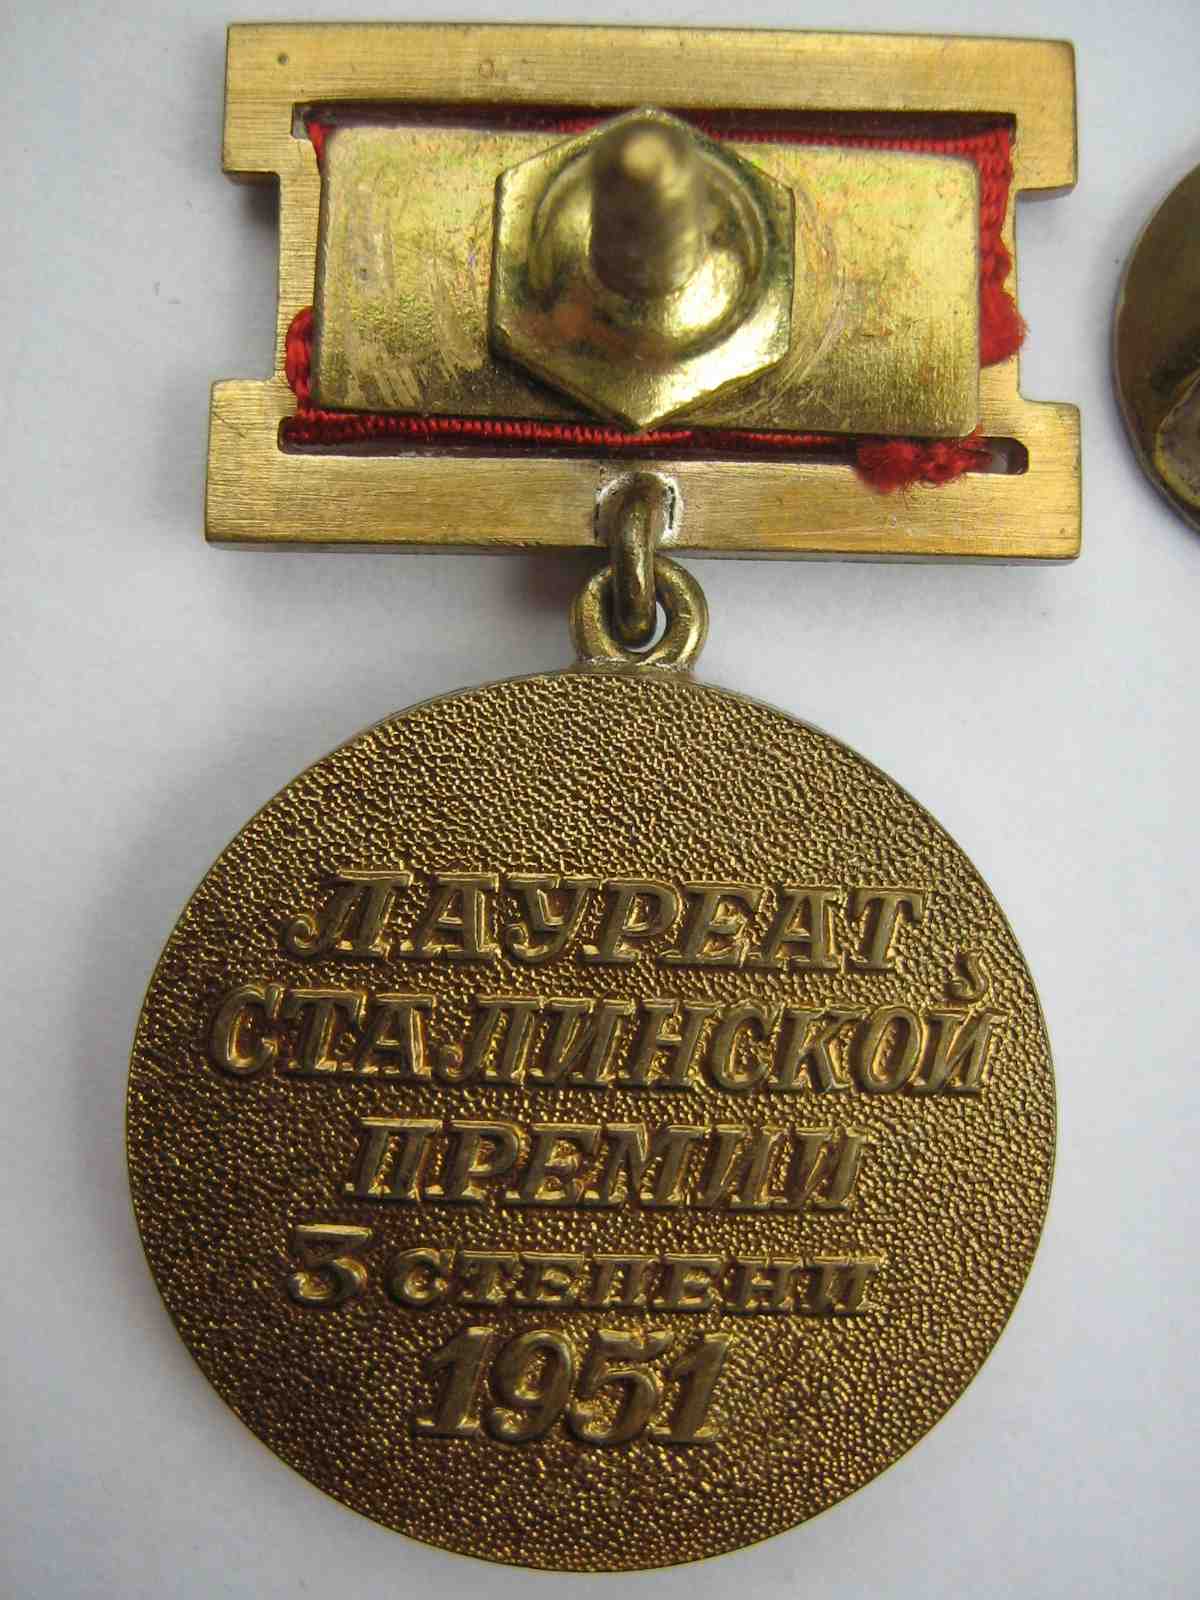 ЛАУРЕАТ
СТАЛИНСКОЙ
ПРЕМИИ
3 СТЕПЕНИ
1951